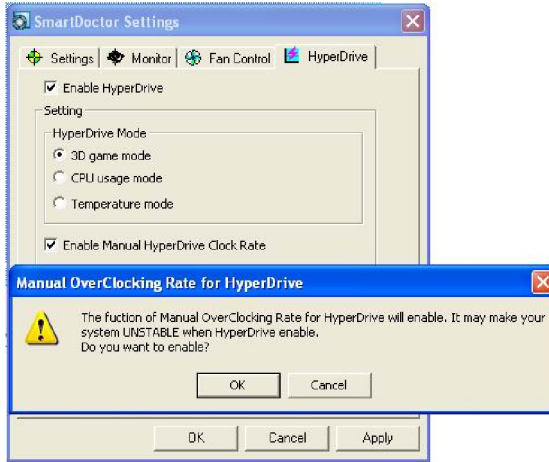 SmartDoctor Settings
Settings Monitor Fan Control HyperDrive
Enable HyperDrive
Setting
HyperDrive Mode
3D game mode
CPU usage mode
Temperature mode
Enable Manual HyperDrive Clock Rate
Manual OverClocking Rate for HyperDrive
The fuction of Manual OverClocking Rate for HyperDrive will enable. It may make your
system UNSTABLE when HyperDrive enable.
Do you want to enable?
OK Cancel
OK Cancel Apply